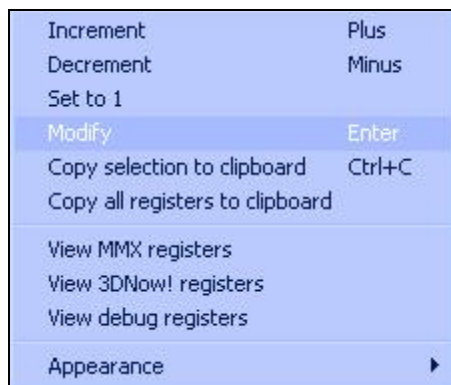 Increment Plus
Decrement Minus
Set to 1
Modify Enter
Copy selection to clipboard Ctrl+C
Copy all registers to clipboard
View MMX registers
View 3DNow! registers
View debug registers
Appearance